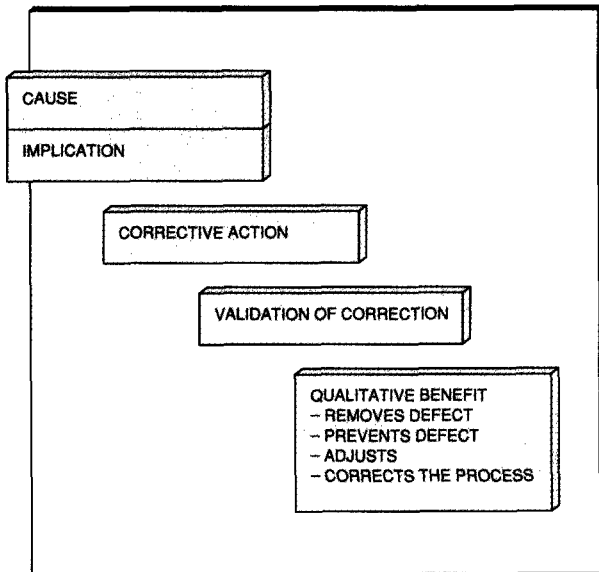 CAUSE
IMPLICATION
CORRECTIVE ACTION
VALIDATION OF CORRECTION
QUALITATIVE BENEFIT
– REMOVES DEFECT
– PREVENTS DEFECT
– ADJUSTS
– CORRECTS THE PROCESS